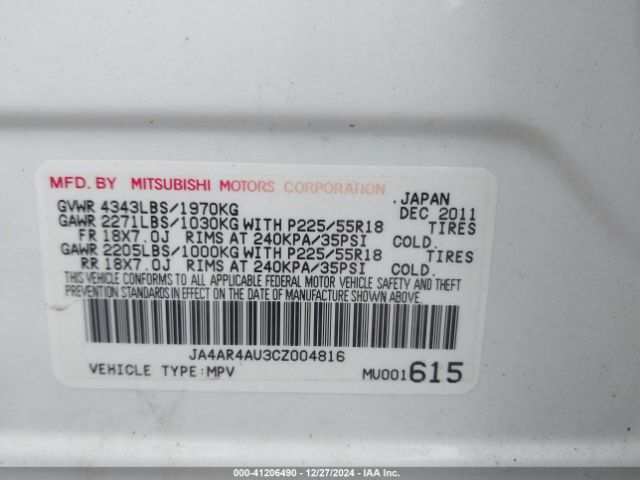 MFD. BY MITSUBISHI MOTORS CORPORATION
GVWR 4343LBS/1970KG JAPAN DEC 2011
GAWR 2271LBS/1030KG WITH P225/55R18 TIRES
FR 18X7.0J RIMS AT 240KPA/35PSI COLD.
GAWR 2205LBS/1000KG WITH P225/55R18 TIRES
RR 18X7.0J RIMS AT 240KPA/35PSI COLD.
THIS VEHICLE CONFORMS TO ALL APPLICABLE FEDERAL MOTOR VEHICLE SAFETY AND THEFT
PREVENTION STANDARDS IN EFFECT ON THE DATE OF MANUFACTURE SHOWN ABOVE.
JA4AR4AU3CZ004816
VEHICLE TYPE:MPV MU001615
000-41206490 - 12/27/2024 - IAAI.COM